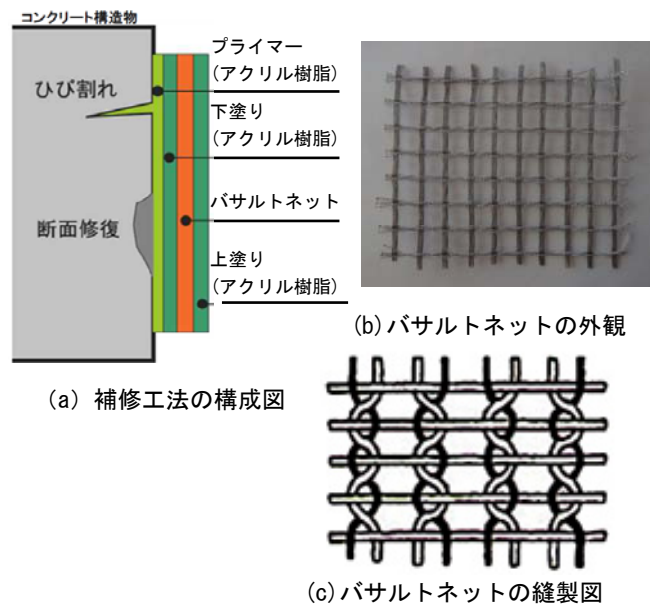 コンクリート構造物
ひび割れ
断面修復
プライマー
(アクリル樹脂)
下塗り
(アクリル樹脂)
バサルトネット
上塗り
(アクリル樹脂)
(a) 補修工法の構成図
(b)バサルトネットの外観
(c)バサルトネットの縫製図